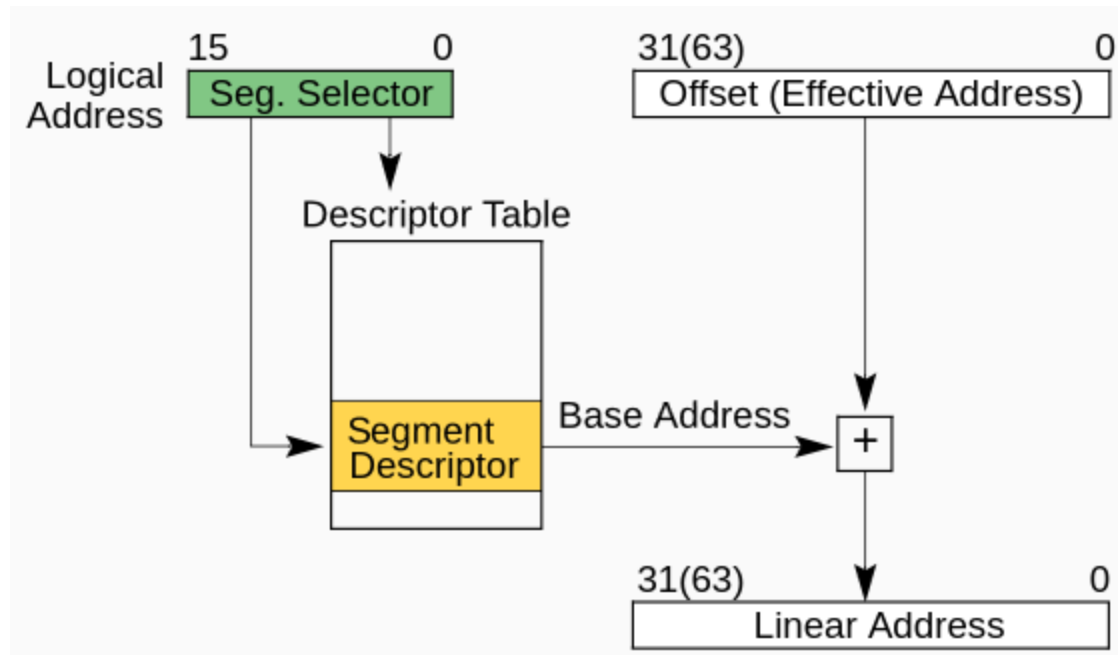 15 0
31(63) 0
Logical
Address
Seg. Selector
Offset (Effective Address)
Descriptor Table
Segment
Descriptor
Base Address
+
31(63) 0
Linear Address